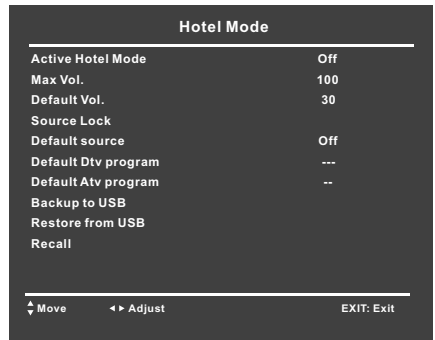 Hotel Mode
Active Hotel Mode Off
Max Vol. 100
Default Vol. 30
Source Lock
Default source Off
Default Dtv program ---
Default Atv program --
Backup to USB
Restore from USB
Recall
Move Adjust EXIT: Exit